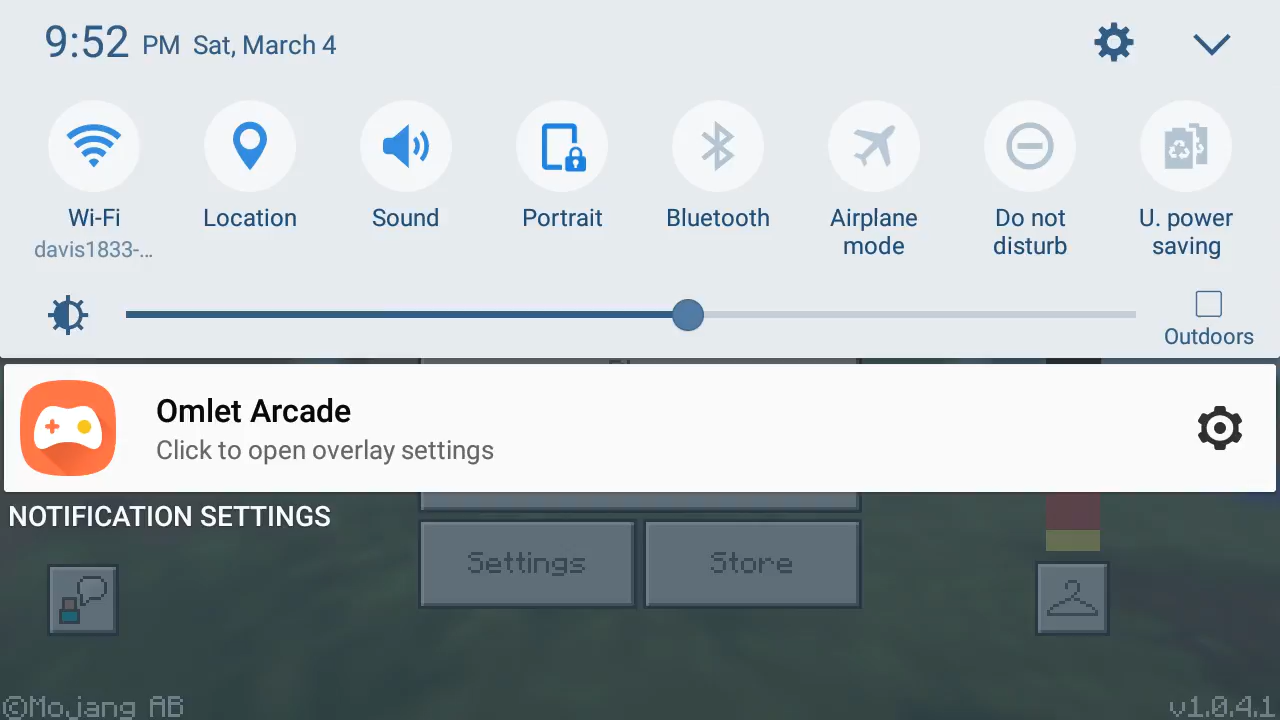 9:52 PM Sat, March 4
Wi-Fi
davis1833-...
Location
Sound
Portrait
Bluetooth
Airplane
mode
Do not
disturb
U. power
saving
Outdoors
Omlet Arcade
Click to open overlay settings
NOTIFICATION SETTINGS
Settings
Store
©Mojang AB
v1.0.4.1